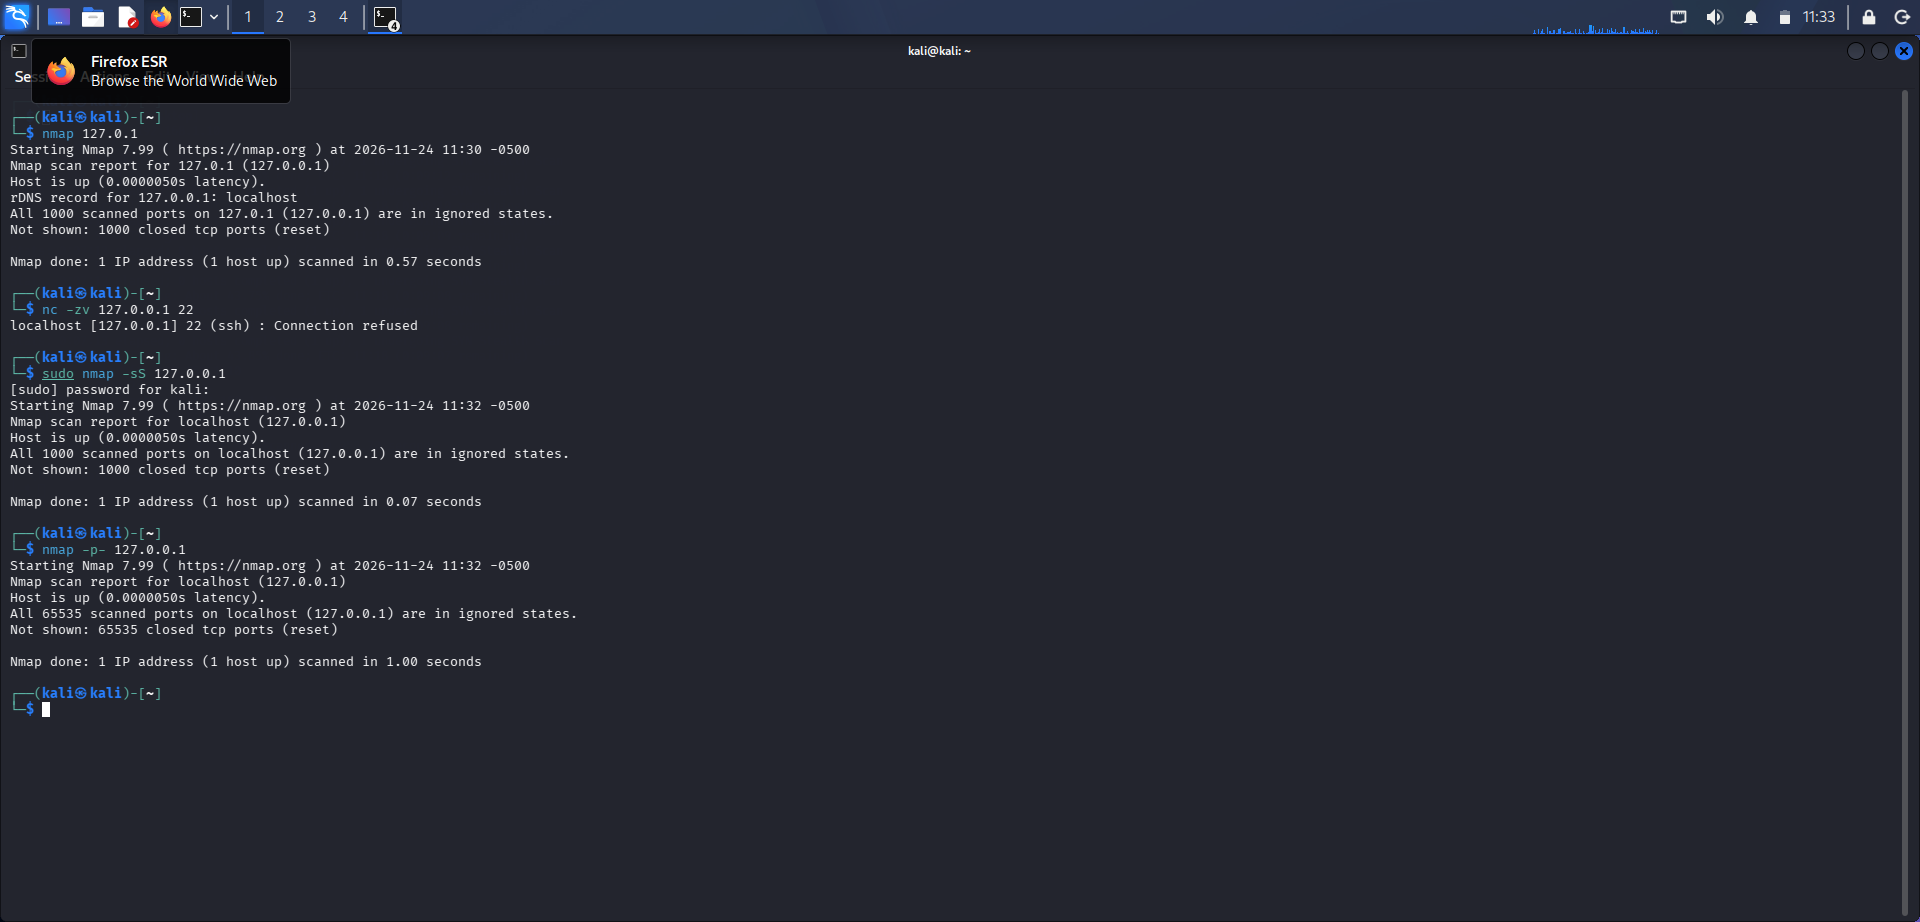 1 2 3 4 4 11:33
kali@kali: ~
Firefox ESR
Browse the World Wide Web
Se
┌──(kali㉿kali)-[~]
└─$ nmap 127.0.1
Starting Nmap 7.99 ( https://nmap.org ) at 2026-11-24 11:30 -0500
Nmap scan report for 127.0.1 (127.0.0.1)
Host is up (0.0000050s latency).
rDNS record for 127.0.0.1: localhost
All 1000 scanned ports on 127.0.1 (127.0.0.1) are in ignored states.
Not shown: 1000 closed tcp ports (reset)
Nmap done: 1 IP address (1 host up) scanned in 0.57 seconds
┌──(kali㉿kali)-[~]
└─$ nc -zv 127.0.0.1 22
localhost [127.0.0.1] 22 (ssh) : Connection refused
┌──(kali㉿kali)-[~]
└─$ sudo nmap -sS 127.0.0.1
[sudo] password for kali:
Starting Nmap 7.99 ( https://nmap.org ) at 2026-11-24 11:32 -0500
Nmap scan report for localhost (127.0.0.1)
Host is up (0.0000050s latency).
All 1000 scanned ports on localhost (127.0.0.1) are in ignored states.
Not shown: 1000 closed tcp ports (reset)
Nmap done: 1 IP address (1 host up) scanned in 0.07 seconds
┌──(kali㉿kali)-[~]
└─$ nmap -p- 127.0.0.1
Starting Nmap 7.99 ( https://nmap.org ) at 2026-11-24 11:32 -0500
Nmap scan report for localhost (127.0.0.1)
Host is up (0.0000050s latency).
All 65535 scanned ports on localhost (127.0.0.1) are in ignored states.
Not shown: 65535 closed tcp ports (reset)
Nmap done: 1 IP address (1 host up) scanned in 1.00 seconds
┌──(kali㉿kali)-[~]
└─$